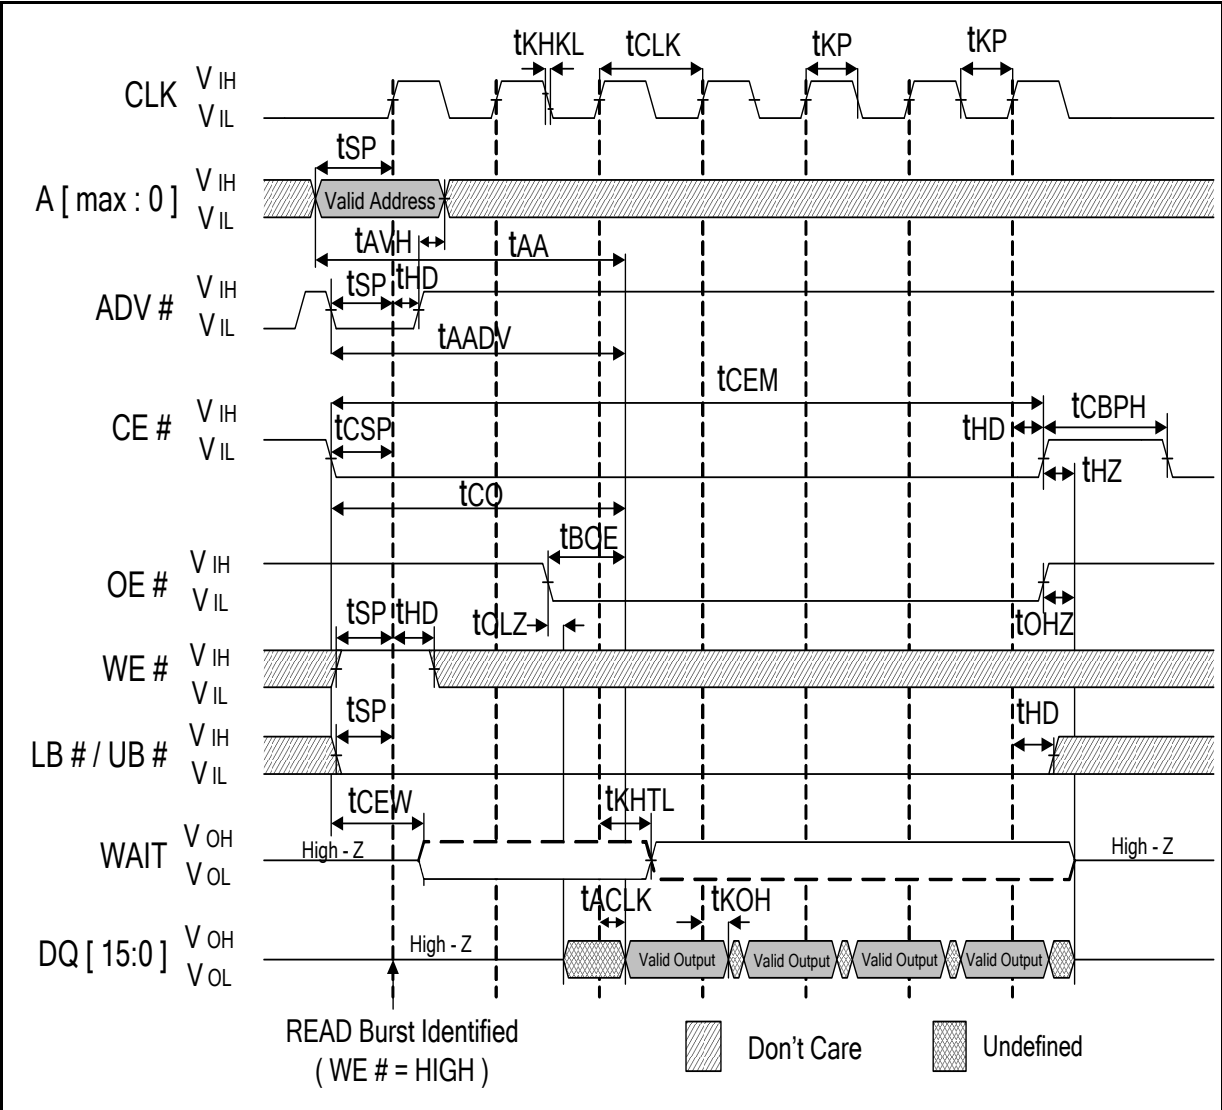 tKHKL tCLK tKP tKP
CLK V IH
V IL
tSP
A [ max : 0 ] V IH
V IL
Valid Address
tAVH tAA
ADV # V IH
V IL
tSP tHD
tAADV
tCEM
CE # V IH
V IL
tCSP tHD tCBPH
tHZ
tCO
tBOE
OE # V IH
V IL
tSP tHD tOLZ tOHZ
WE # V IH
V IL
tSP tHD
LB # / UB # V IH
V IL
tCEW tKHTL
WAIT V OH
V OL
High - Z High - Z
tACLK tKOH
DQ [ 15:0 ] V OH
V OL
High - Z Valid Output Valid Output Valid Output Valid Output
READ Burst Identified
( WE # = HIGH )
Don't Care Undefined